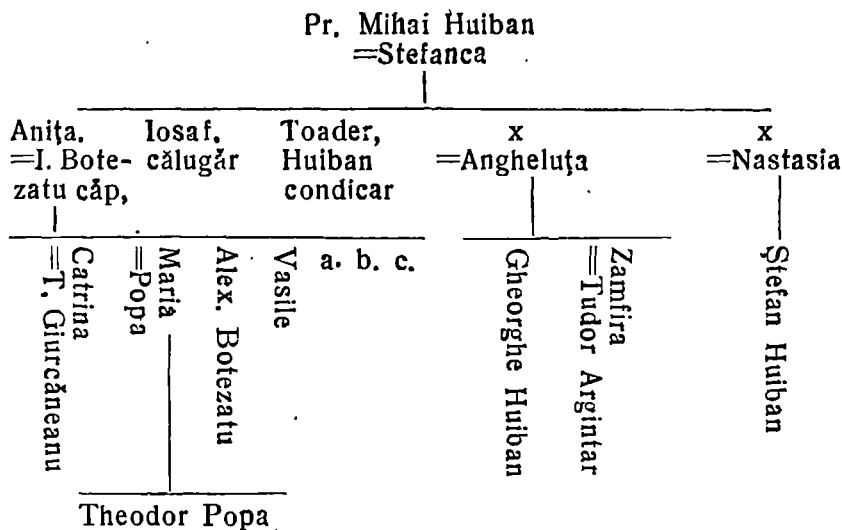 Pr. Mihai Huiban
=Stefanca
Anița.
=I. Bote-
zatu căp,
Iosaf,
călugăr
Toader,
Huiban
condicar
x
=Angheluța
x
=Nastasia
Catrina
=T. Giurcăneanu
Maria
=Popa
Alex. Botezatu
Vasile
a. b. c.
Gheorghe Huiban
Zamfira
=Tudor Argintar
Ștefan Huiban
Theodor Popa